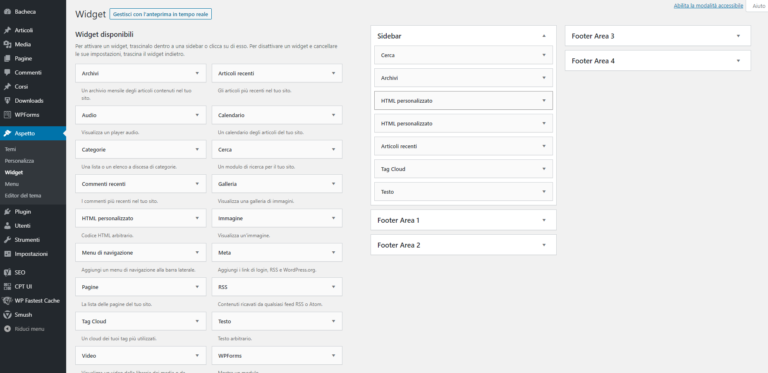 Abilita la modalità accessibile
Aiuto
Bacheca
Articoli
Media
Pagine
Commenti
Corsi
Downloads
WPForms
Aspetto
Temi
Personalizza
Widget
Menu
Editor del tema
Plugin
Utenti
Strumenti
Impostazioni
SEO
CPT UI
WP Fastest Cache
Smush
Riduci menu
Widget
Gestisci con l'anteprima in tempo reale
Widget disponibili
Per attivare un widget, trascinalo dentro a una sidebar o clicca su di esso. Per disattivare un widget e cancellare
le sue impostazioni, trascina il widget indietro.
Archivi
Un archivio mensile degli articoli contenuti nel tuo
sito.
Articoli recenti
Gli articoli più recenti nel tuo sito.
Audio
Visualizza un player audio.
Calendario
Un calendario degli articoli del tuo sito.
Categorie
Una lista o un elenco a discesa di categorie.
Cerca
Un modulo di ricerca per il tuo sito.
Commenti recenti
I commenti più recenti nel tuo sito.
Galleria
Visualizza una galleria di immagini.
HTML personalizzato
Codice HTML arbitrario.
Immagine
Visualizza un'immagine.
Menu di navigazione
Aggiungi un menu di navigazione alla barra laterale.
Meta
Aggiungi i link di login, RSS e WordPress.org.
Pagine
La lista delle pagine del tuo sito.
RSS
Contenuti ricavati da qualsiasi feed RSS o Atom.
Tag Cloud
Un cloud dei tuoi tag più utilizzati.
Testo
Testo arbitrario.
Video
WPForms
Sidebar
Cerca
Archivi
HTML personalizzato
HTML personalizzato
Articoli recenti
Tag Cloud
Testo
Footer Area 1
Footer Area 2
Footer Area 3
Footer Area 4